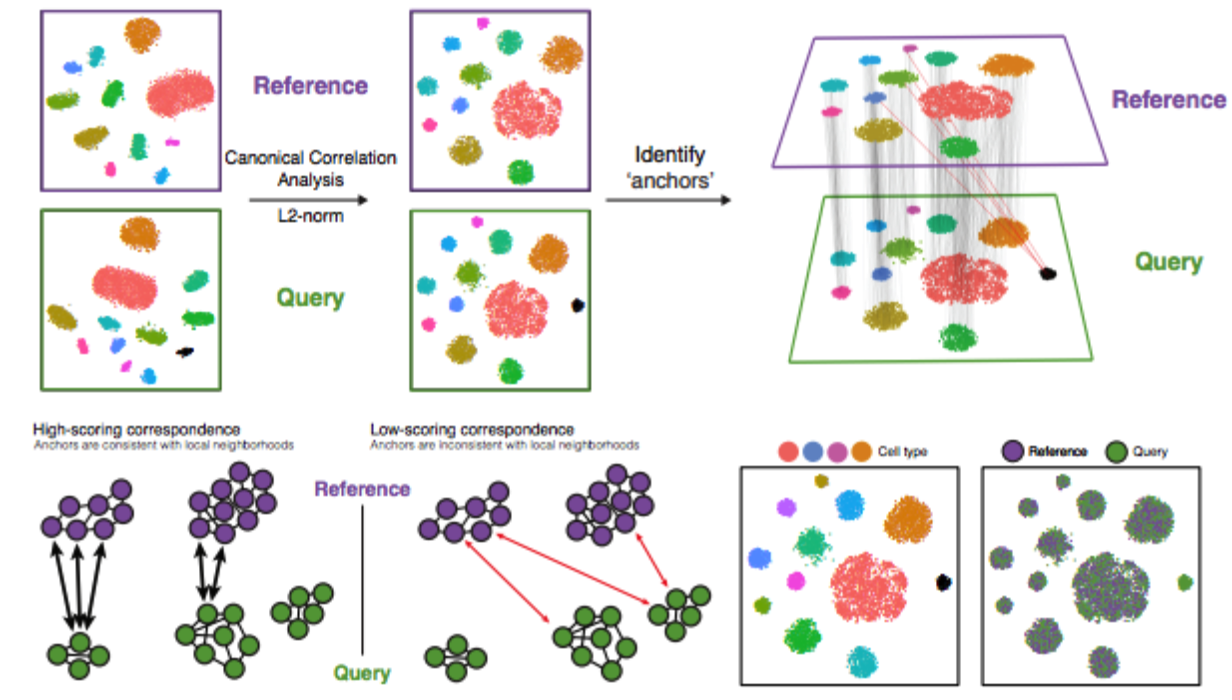 Reference
Canonical Correlation
Analysis
L2-norm
Query
Identify
‘anchors’
Reference
Query
High-scoring correspondence
Anchors are consistent with local neighborhoods
Low-scoring correspondence
Anchors are inconsistent with local neighborhoods
Reference
Query
Cell type
Reference
Query